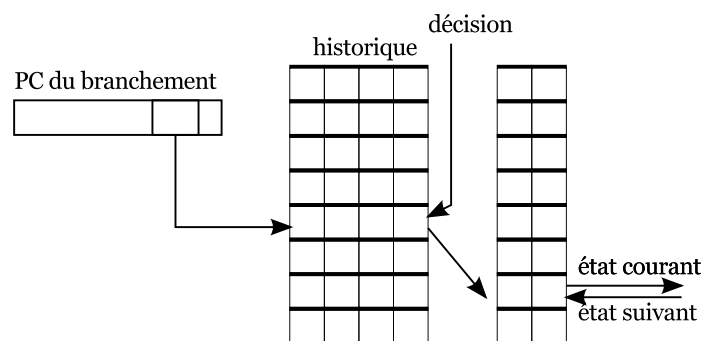 décision
historique
PC du branchement
état courant
état suivant